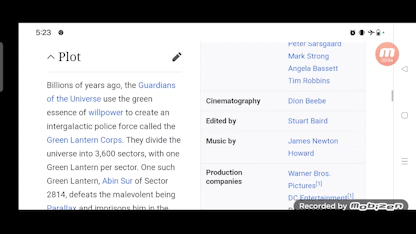 5:23
Plot
Billions of years ago, the Guardians
of the Universe use the green
essence of willpower to create an
intergalactic police force called the
Green Lantern Corps. They divide the
universe into 3,600 sectors, with one
Green Lantern per sector. One such
Green Lantern, Abin Sur of Sector
2814, defeats the malevolent being
Parallax and imprisons him in the
Peter Sarsgaard
Mark Strong
Angela Bassett
Tim Robbins
Cinematography Dion Beebe
Edited by Stuart Baird
Music by James Newton
Howard
Production Warner Bros.
companies Pictures[1]
DC Entertainment[1]
Recorded by mobizen